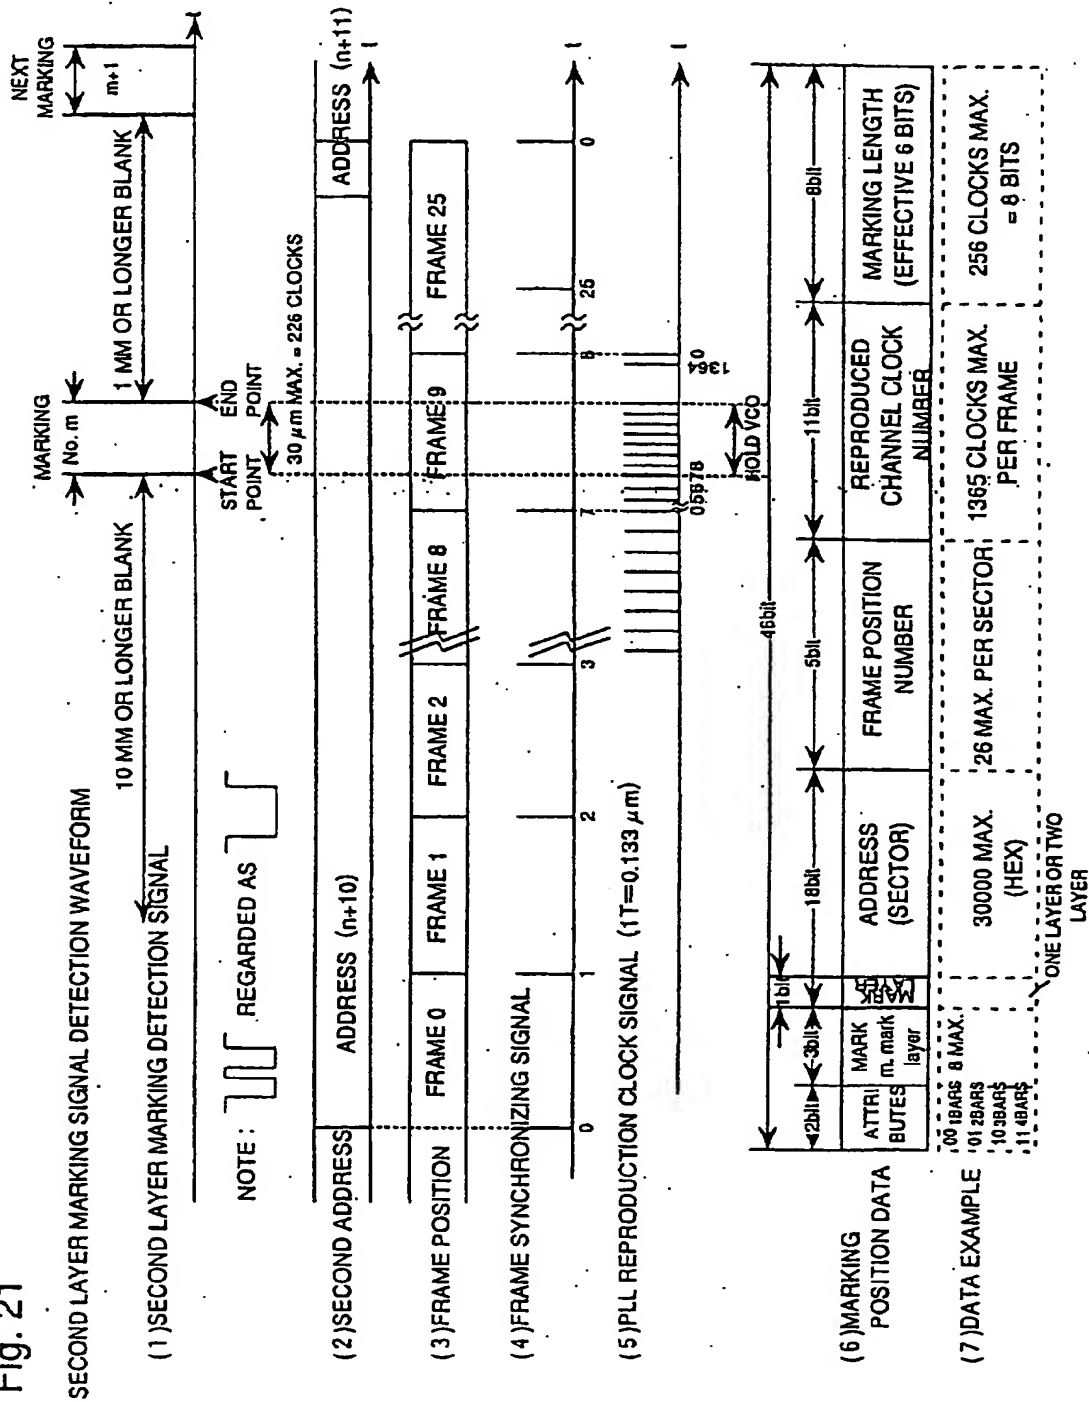 Fig. 21
SECOND LAYER MARKING SIGNAL DETECTION WAVEFORM
MARKING
No. m
NEXT
MARKING
m+1
(1)SECOND LAYER MARKING DETECTION SIGNAL
10 MM OR LONGER BLANK
1 MM OR LONGER BLANK
t
START
POINT
END
POINT
NOTE :
REGARDED AS
30 μm MAX. = 226 CLOCKS
(2)SECOND ADDRESS
ADDRESS (n+10)
ADDRESS (n+11)
t
(3)FRAME POSITION
FRAME 0
FRAME 1
FRAME 2
FRAME 8
FRAME 9
FRAME 25
(4)FRAME SYNCHRONIZING SIGNAL
t
0
1
2
3
7
8
25
0
(5)PLL REPRODUCTION CLOCK SIGNAL (1T=0.133 μm)
t
05678
1364
0
HOLD VCO
46bit
2bit
3bit
1bit
18bit
5bit
11bit
8bit
(6)MARKING
POSITION DATA
ATTRI
BUTES
MARK
m. mark
layer
MARK
LAYER
ADDRESS
(SECTOR)
FRAME POSITION
NUMBER
REPRODUCED
CHANNEL CLOCK
NUMBER
MARKING LENGTH
(EFFECTIVE 6 BITS)
(7)DATA EXAMPLE
00 1BARS
01 2BARS
10 3BARS
11 4BARS
8 MAX.
30000 MAX.
(HEX)
26 MAX. PER SECTOR
1365 CLOCKS MAX.
PER FRAME
256 CLOCKS MAX.
= 8 BITS
ONE LAYER OR TWO
LAYER